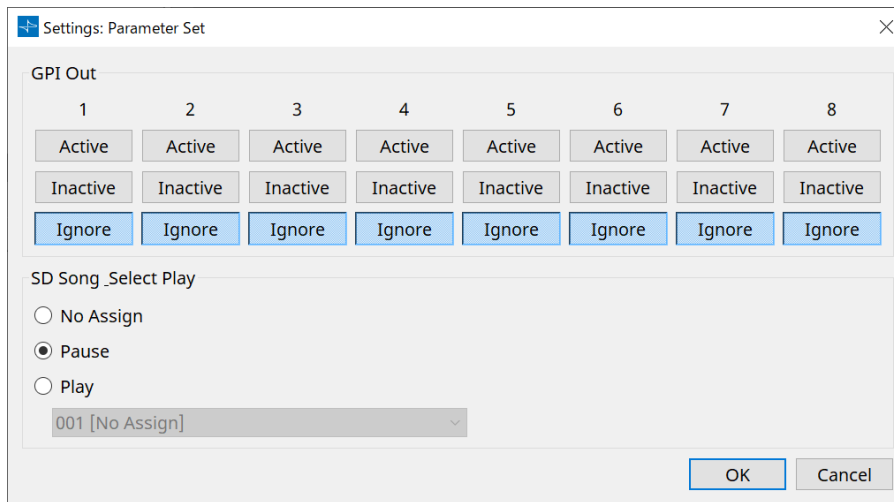 Settings: Parameter Set
GPI Out
1 2 3 4 5 6 7 8
Active Active Active Active Active Active Active Active
Inactive Inactive Inactive Inactive Inactive Inactive Inactive Inactive
Ignore Ignore Ignore Ignore Ignore Ignore Ignore Ignore
SD Song _Select Play
No Assign
Pause
Play
001 [No Assign]
OK Cancel